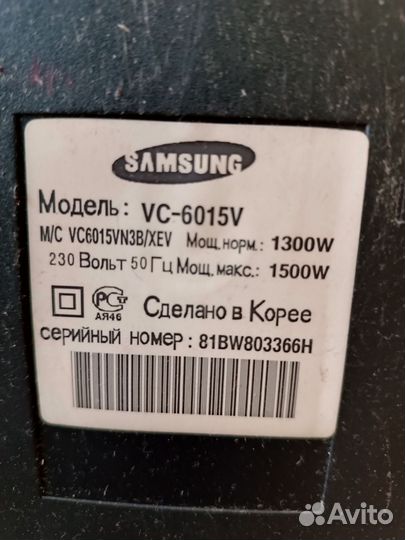 SAMSUNG
Модель: VC-6015V
M/C VC6015VN3B/XEV Мощ.норм.: 1300W
230 Вольт 50 Гц Мощ.макс.: 1500W
РСТ
АЯ46
Сделано в Корее
серийный номер : 81BW803366H
Avito